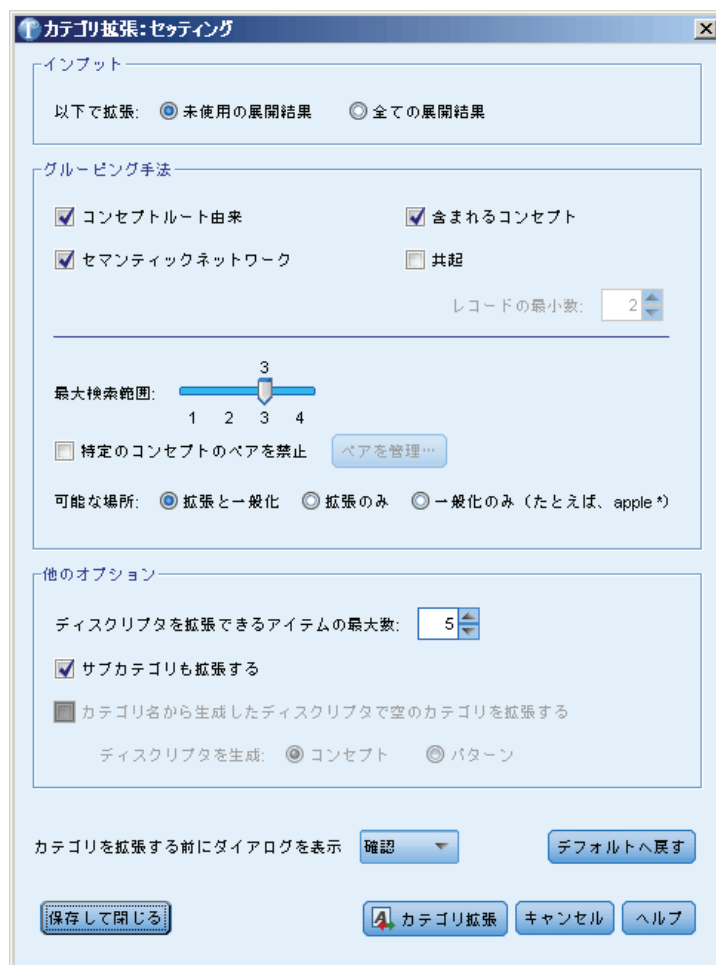 カテゴリ拡張: セッティング
インプット
以下で拡張: 未使用の展開結果 全ての展開結果
グルーピング手法
コンセプトルート由来 含まれるコンセプト
セマンティックネットワーク 共起
レコードの最小数: 2
3
最大検索範囲:
1 2 3 4
特定のコンセプトのペアを禁止 ペアを管理…
可能な場所: 拡張と一般化 拡張のみ 一般化のみ（たとえば、apple *）
他のオプション
ディスクリプタを拡張できるアイテムの最大数: 5
サブカテゴリも拡張する
カテゴリ名から生成したディスクリプタで空のカテゴリを拡張する
ディスクリプタを生成: コンセプト パターン
カテゴリを拡張する前にダイアログを表示 確認 デフォルトへ戻す
保存して閉じる カテゴリ拡張 キャンセル ヘルプ